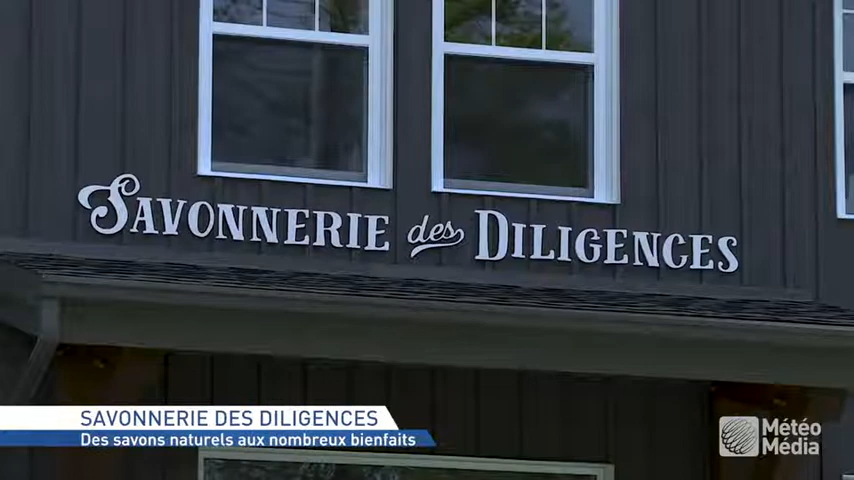 Savonnerie des Diligences
SAVONNERIE DES DILIGENCES
Des savons naturels aux nombreux bienfaits
Météo
Média